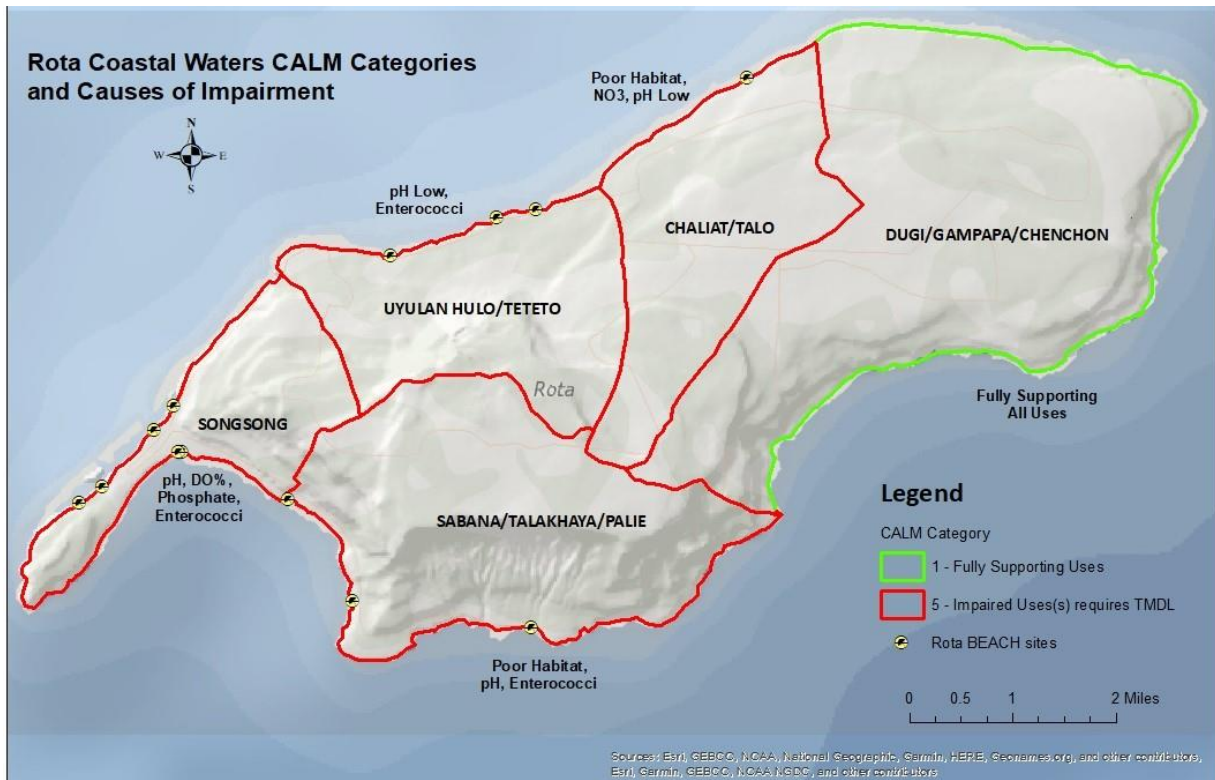 Rota Coastal Waters CALM Categories
and Causes of Impairment
N
W
E
S
Poor Habitat,
NO3, pH Low
pH Low,
Enterococci
CHALIAT/TALO
DUGI/GAMPAPA/CHENCHON
UYULAN HULO/TETETO
Rota
Fully Supporting
All Uses
SONGSONG
pH, DO%,
Phosphate,
Enterococci
SABANA/TALAKHAYA/PALIE
Poor Habitat,
pH, Enterococci
Legend
CALM Category
1 - Fully Supporting Uses
5 - Impaired Uses(s) requires TMDL
Rota BEACH sites
0 0.5 1 2 Miles
Sources: Esri, GEBCO, NOAA, National Geographic, Garmin, HERE, Geonames.org, and other contributors,
Esri, Garmin, GEBCO, NOAA NGDC, and other contributors